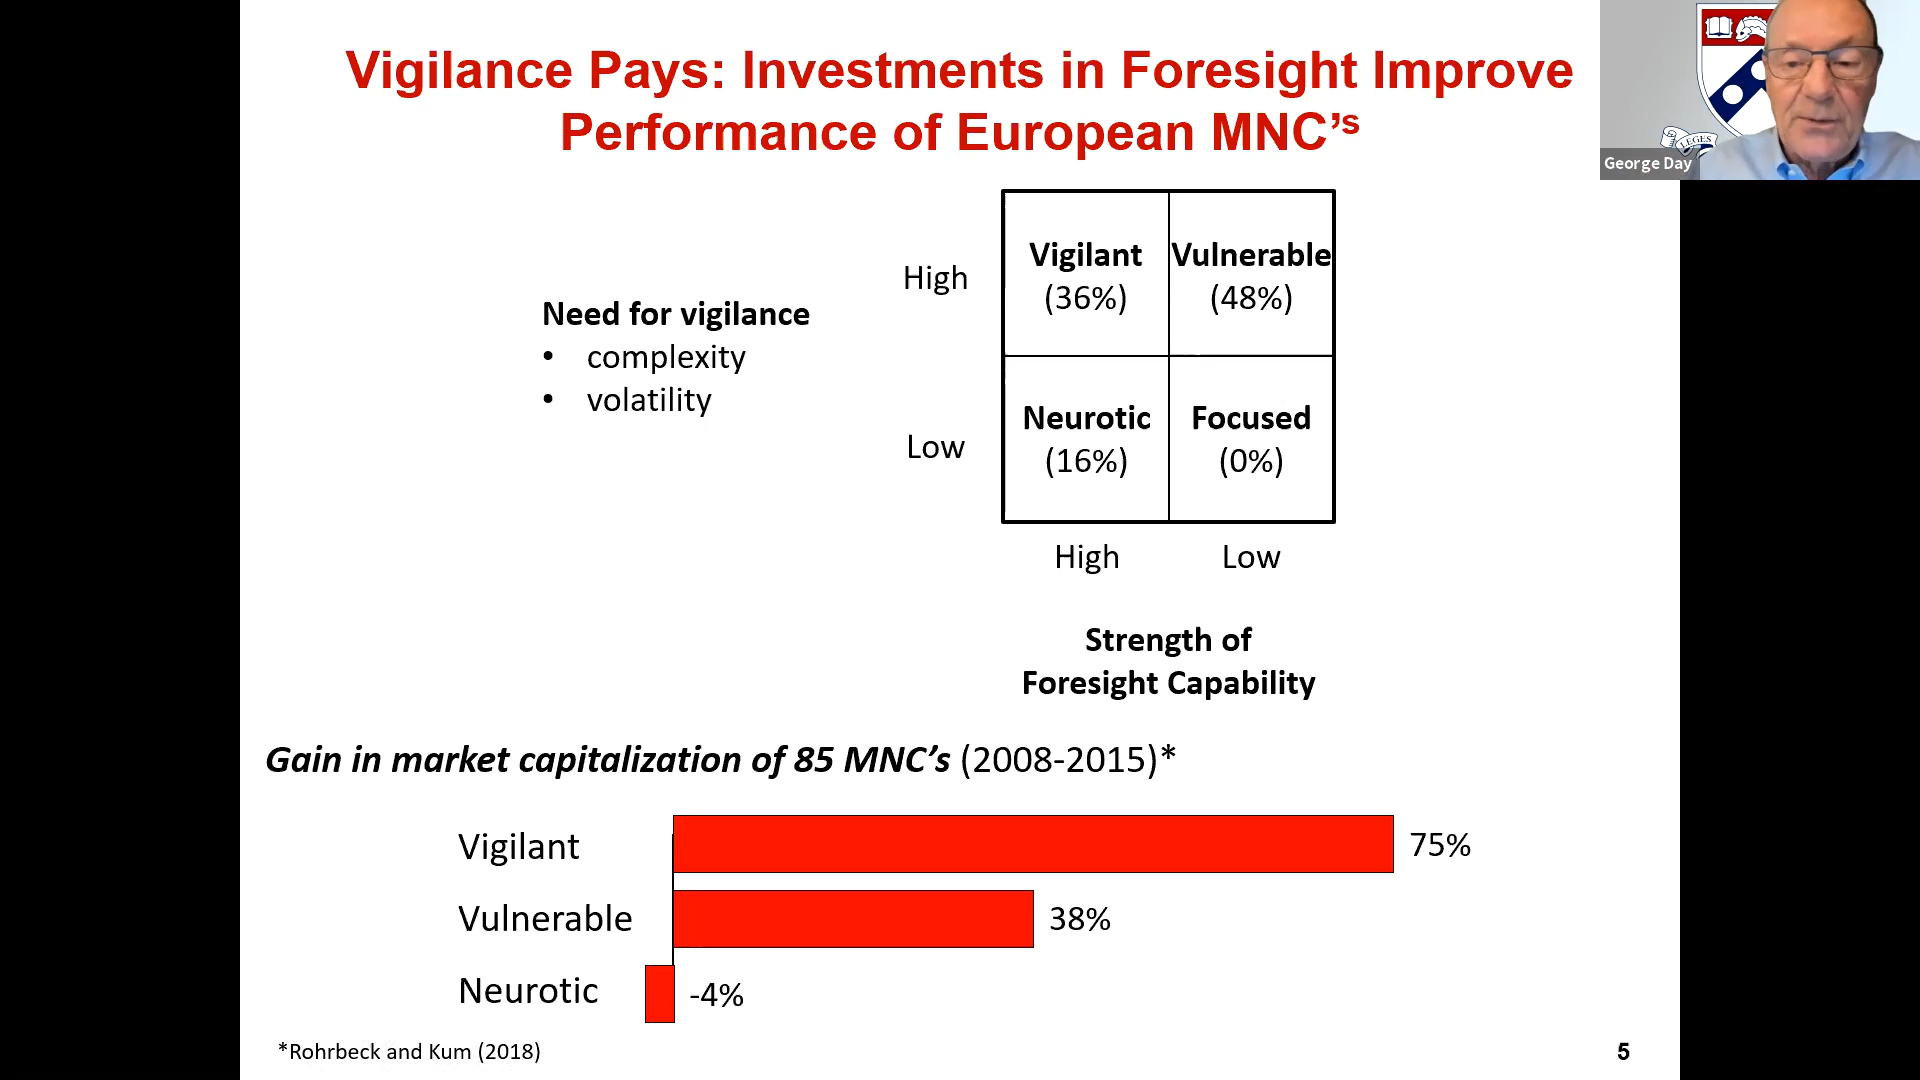 Vigilance Pays: Investments in Foresight Improve
Performance of European MNC’s
LEGES
George Day
Need for vigilance
• complexity
• volatility
High
Low
Vigilant
(36%)
Vulnerable
(48%)
Neurotic
(16%)
Focused
(0%)
High
Low
Strength of
Foresight Capability
Gain in market capitalization of 85 MNC’s (2008-2015)*
Vigilant
75%
Vulnerable
38%
Neurotic
-4%
*Rohrbeck and Kum (2018)
5